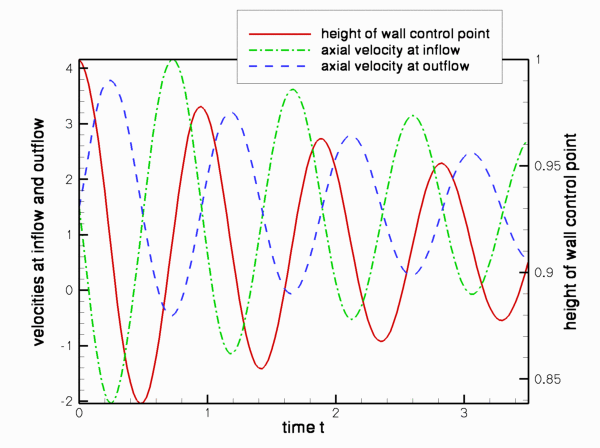 height of wall control point
axial velocity at inflow
axial velocity at outflow
velocities at inflow and outflow
4
3
2
1
0
-1
-2
0
1
2
3
time t
1
0.95
0.9
0.85
height of wall control point